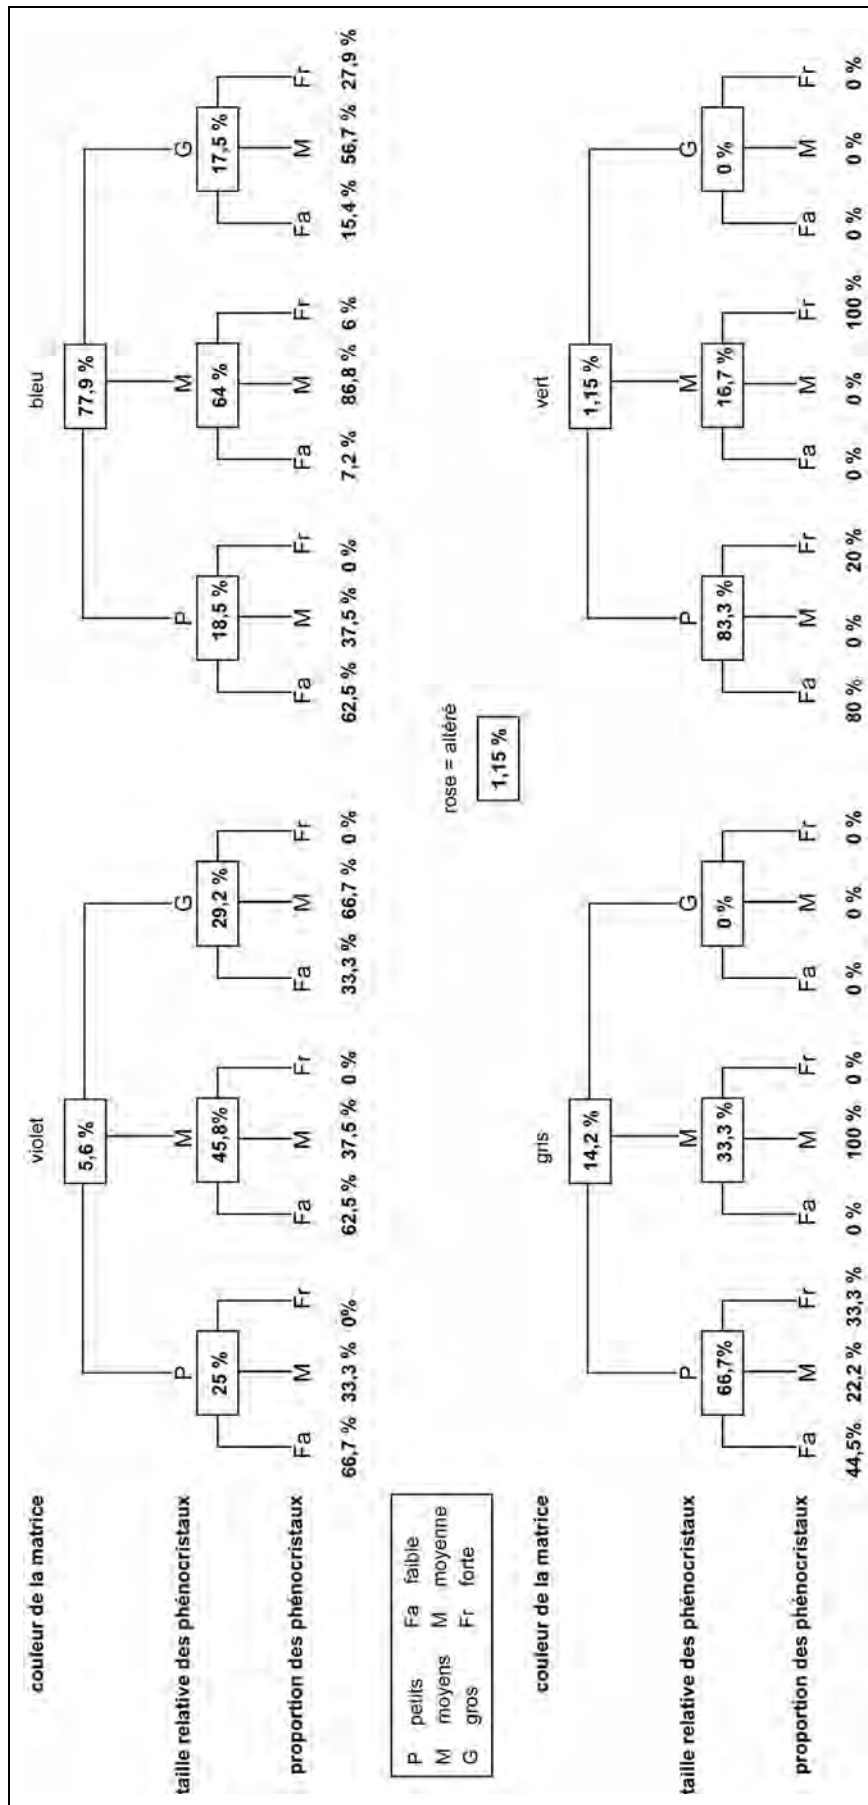 couleur de la matrice
violet
bleu
5,6 %
77,9 %
taille relative des phénocristaux
P
M
G
P
M
G
25 %
45,8%
29,2 %
18,5 %
64 %
17,5 %
proportion des phénocristaux
Fa M Fr
Fa M Fr
Fa M Fr
Fa M Fr
Fa M Fr
Fa M Fr
66,7 % 33,3 % 0%
62,5 % 37,5 % 0 %
33,3 % 66,7 % 0 %
62,5 % 37,5 % 0 %
7,2 % 86,8 % 6 %
15,4 % 56,7 % 27,9 %
P petits Fa faible
M moyens M moyenne
G gros Fr forte
rose = altéré
1,15 %
couleur de la matrice
gris
vert
14,2 %
1,15 %
taille relative des phénocristaux
P
M
G
P
M
G
66,7%
33,3 %
0 %
83,3 %
16,7 %
0 %
proportion des phénocristaux
Fa M Fr
Fa M Fr
Fa M Fr
Fa M Fr
Fa M Fr
Fa M Fr
44,5% 22,2 % 33,3 %
0 % 100 % 0 %
0 % 0 % 0 %
80 % 0 % 20 %
0 % 0 % 100 %
0 % 0 % 0 %